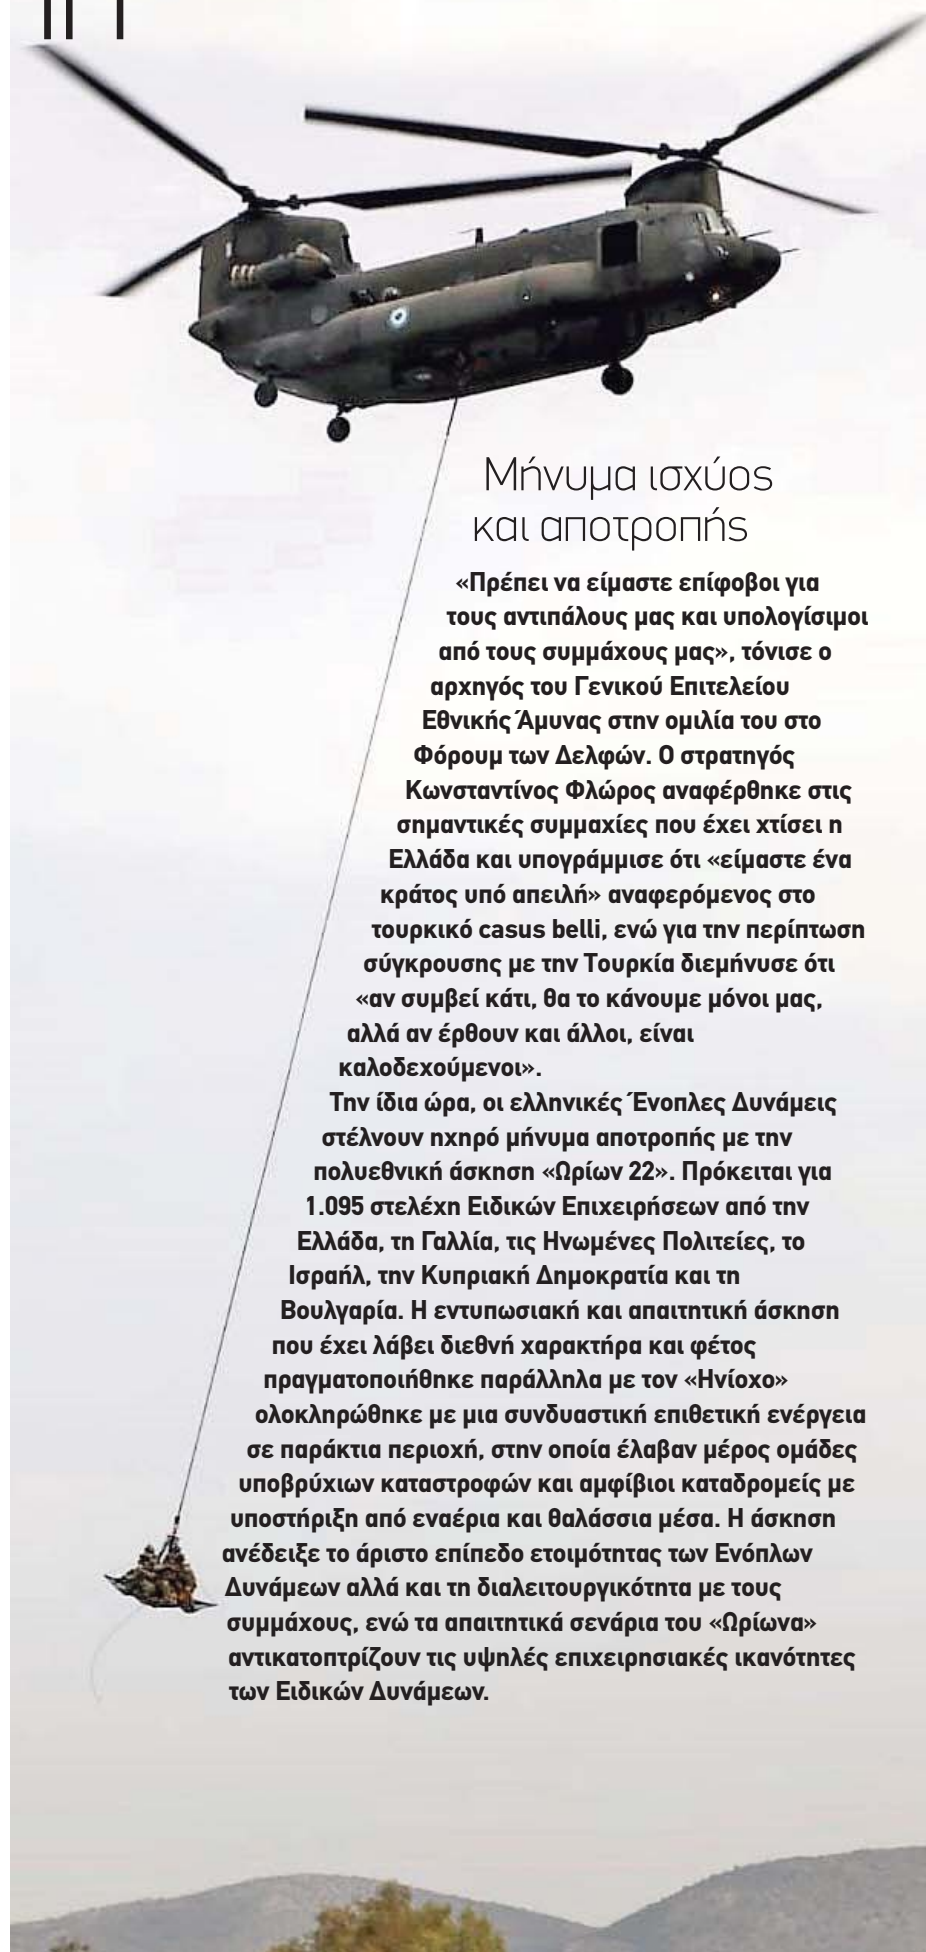 Μήνυμα ισχύος
και αποτροπής
«Πρέπει να είμαστε επίφοβοι για
τους αντιπάλους μας και υπολογίσιμοι
από τους συμμάχους μας», τόνισε ο
αρχηγός του Γενικού Επιτελείου
Εθνικής Άμυνας στην ομιλία του στο
Φόρουμ των Δελφών. Ο στρατηγός
Κωνσταντίνος Φλώρος αναφέρθηκε στις
σημαντικές συμμαχίες που έχει χτίσει η
Ελλάδα και υπογράμμισε ότι «είμαστε ένα
κράτος υπό απειλή» αναφερόμενος στο
τουρκικό casus belli, ενώ για την περίπτωση
σύγκρουσης με την Τουρκία διεμήνυσε ότι
«αν συμβεί κάτι, θα το κάνουμε μόνοι μας,
αλλά αν έρθουν και άλλοι, είναι
καλοδεχούμενοι».
Την ίδια ώρα, οι ελληνικές Ένοπλες Δυνάμεις
στέλνουν ηχηρό μήνυμα αποτροπής με την
πολυεθνική άσκηση «Ωρίων 22». Πρόκειται για
1.095 στελέχη Ειδικών Επιχειρήσεων από την
Ελλάδα, τη Γαλλία, τις Ηνωμένες Πολιτείες, το
Ισραήλ, την Κυπριακή Δημοκρατία και τη
Βουλγαρία. Η εντυπωσιακή και απαιτητική άσκηση
που έχει λάβει διεθνή χαρακτήρα και φέτος
πραγματοποιήθηκε παράλληλα με τον «Ηνίοχο»
ολοκληρώθηκε με μια συνδυαστική επιθετική ενέργεια
σε παράκτια περιοχή, στην οποία έλαβαν μέρος ομάδες
υποβρύχιων καταστροφών και αμφίβιοι καταδρομείς με
υποστήριξη από εναέρια και θαλάσσια μέσα. Η άσκηση
ανέδειξε το άριστο επίπεδο ετοιμότητας των Ενόπλων
Δυνάμεων αλλά και τη διαλειτουργικότητα με τους
συμμάχους, ενώ τα απαιτητικά σενάρια του «Ωρίωνα»
αντικατοπτρίζουν τις υψηλές επιχειρησιακές ικανότητες
των Ειδικών Δυνάμεων.